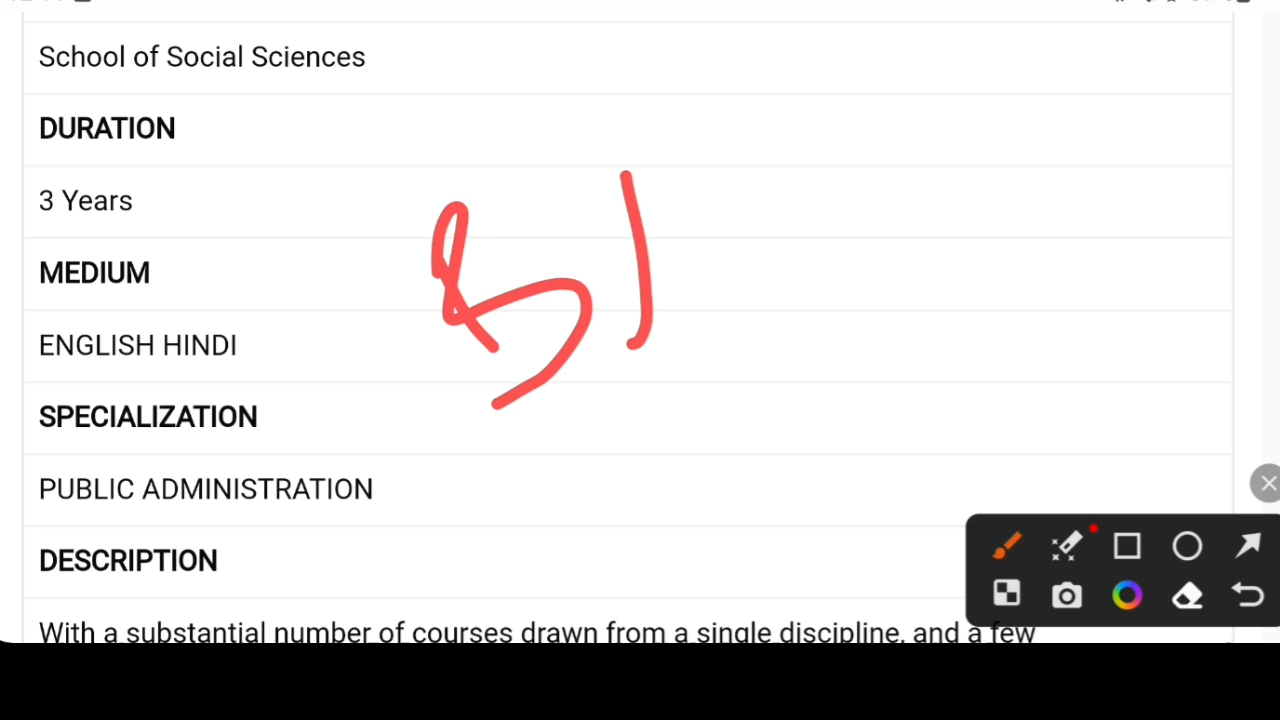 School of Social Sciences
DURATION
3 Years
MEDIUM
ENGLISH HINDI
SPECIALIZATION
PUBLIC ADMINISTRATION
DESCRIPTION
With a substantial number of courses drawn from a single discipline, and a few